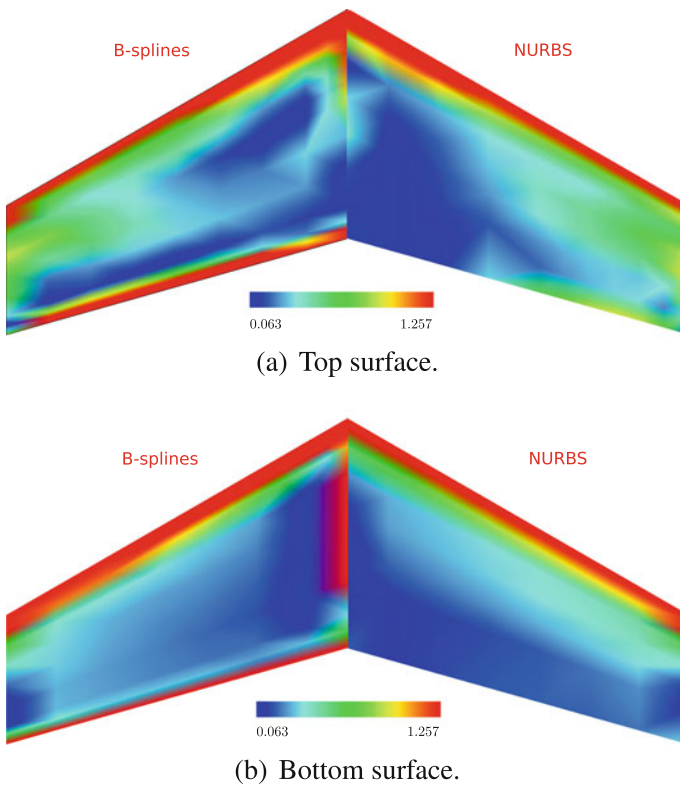 B-splines NURBS
0.063 1.257
(a) Top surface.
B-splines NURBS
0.063 1.257
(b) Bottom surface.